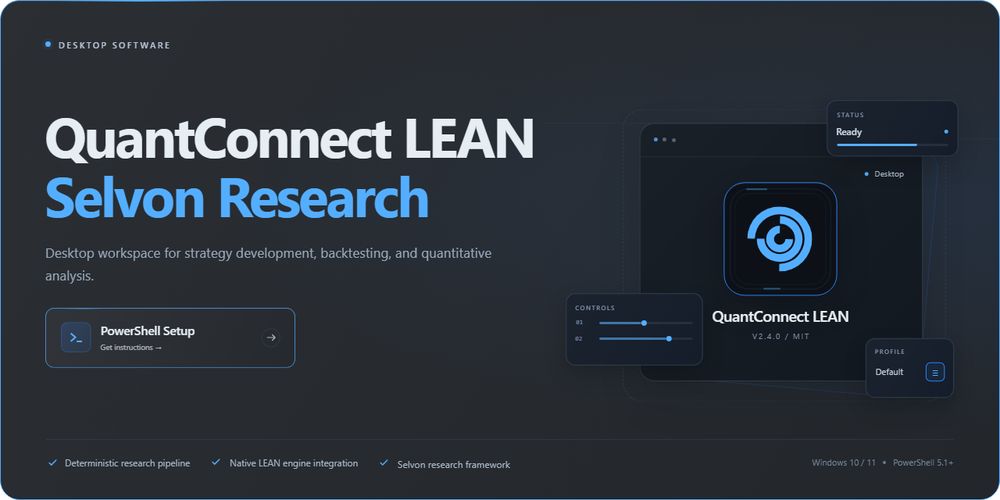 DESKTOP SOFTWARE
QuantConnect LEAN
Selvon Research
Desktop workspace for strategy development, backtesting, and quantitative
analysis.
>_
PowerShell Setup
Get instructions →
→
STATUS
Ready
Desktop
CONTROLS
01
02
QuantConnect LEAN
V2.4.0 / MIT
PROFILE
Default
✓ Deterministic research pipeline
✓ Native LEAN engine integration
✓ Selvon research framework
Windows 10 / 11 • PowerShell 5.1+